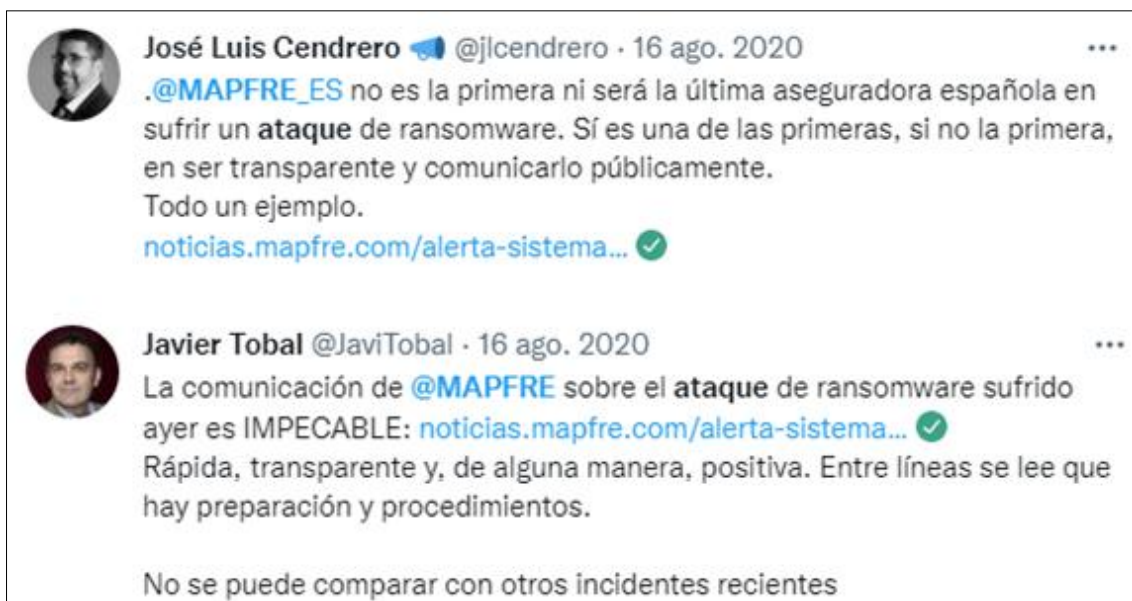 José Luis Cendrero 📣 @jlcendrero · 16 ago. 2020
.@MAPFRE_ES no es la primera ni será la última aseguradora española en
sufrir un ataque de ransomware. Sí es una de las primeras, si no la primera,
en ser transparente y comunicarlo públicamente.
Todo un ejemplo.
noticias.mapfre.com/alerta-sistema...
Javier Tobal @JaviTobal · 16 ago. 2020
La comunicación de @MAPFRE sobre el ataque de ransomware sufrido
ayer es IMPECABLE: noticias.mapfre.com/alerta-sistema...
Rápida, transparente y, de alguna manera, positiva. Entre líneas se lee que
hay preparación y procedimientos.
No se puede comparar con otros incidentes recientes